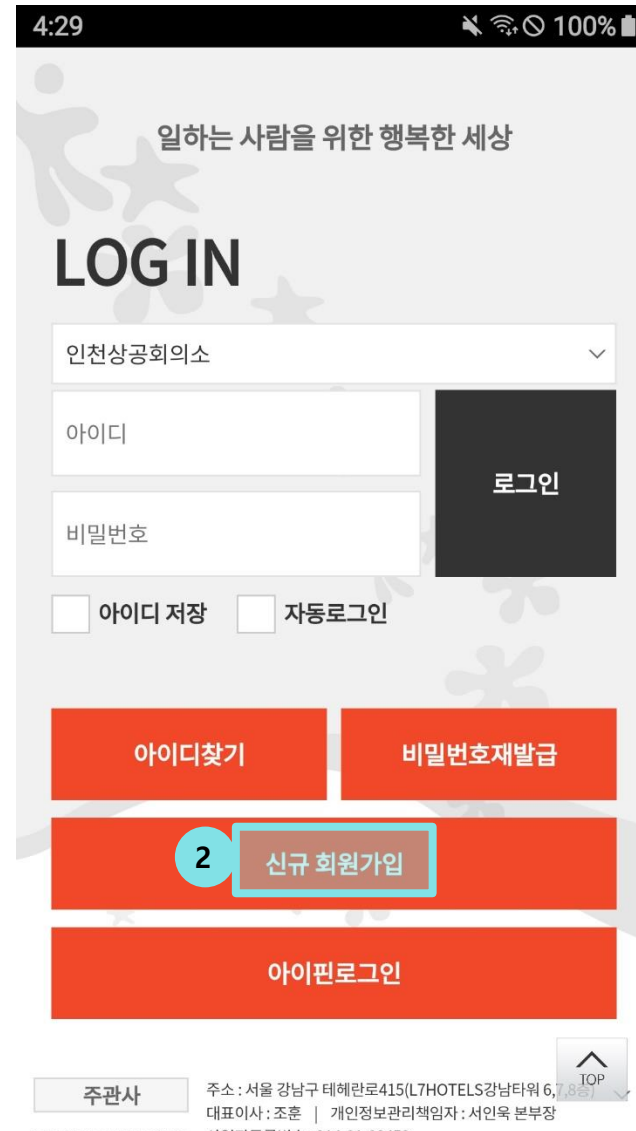 4:29 100%
일하는 사람을 위한 행복한 세상
LOG IN
인천상공회의소
아이디
로그인
비밀번호
아이디 저장 자동로그인
아이디찾기 비밀번호재발급
2 신규 회원가입
아이핀로그인
TOP
주관사 주소 : 서울 강남구 테헤란로415(L7HOTELS강남타워 6,7,8층)
대표이사 : 조훈 | 개인정보관리책임자 : 서인욱 본부장